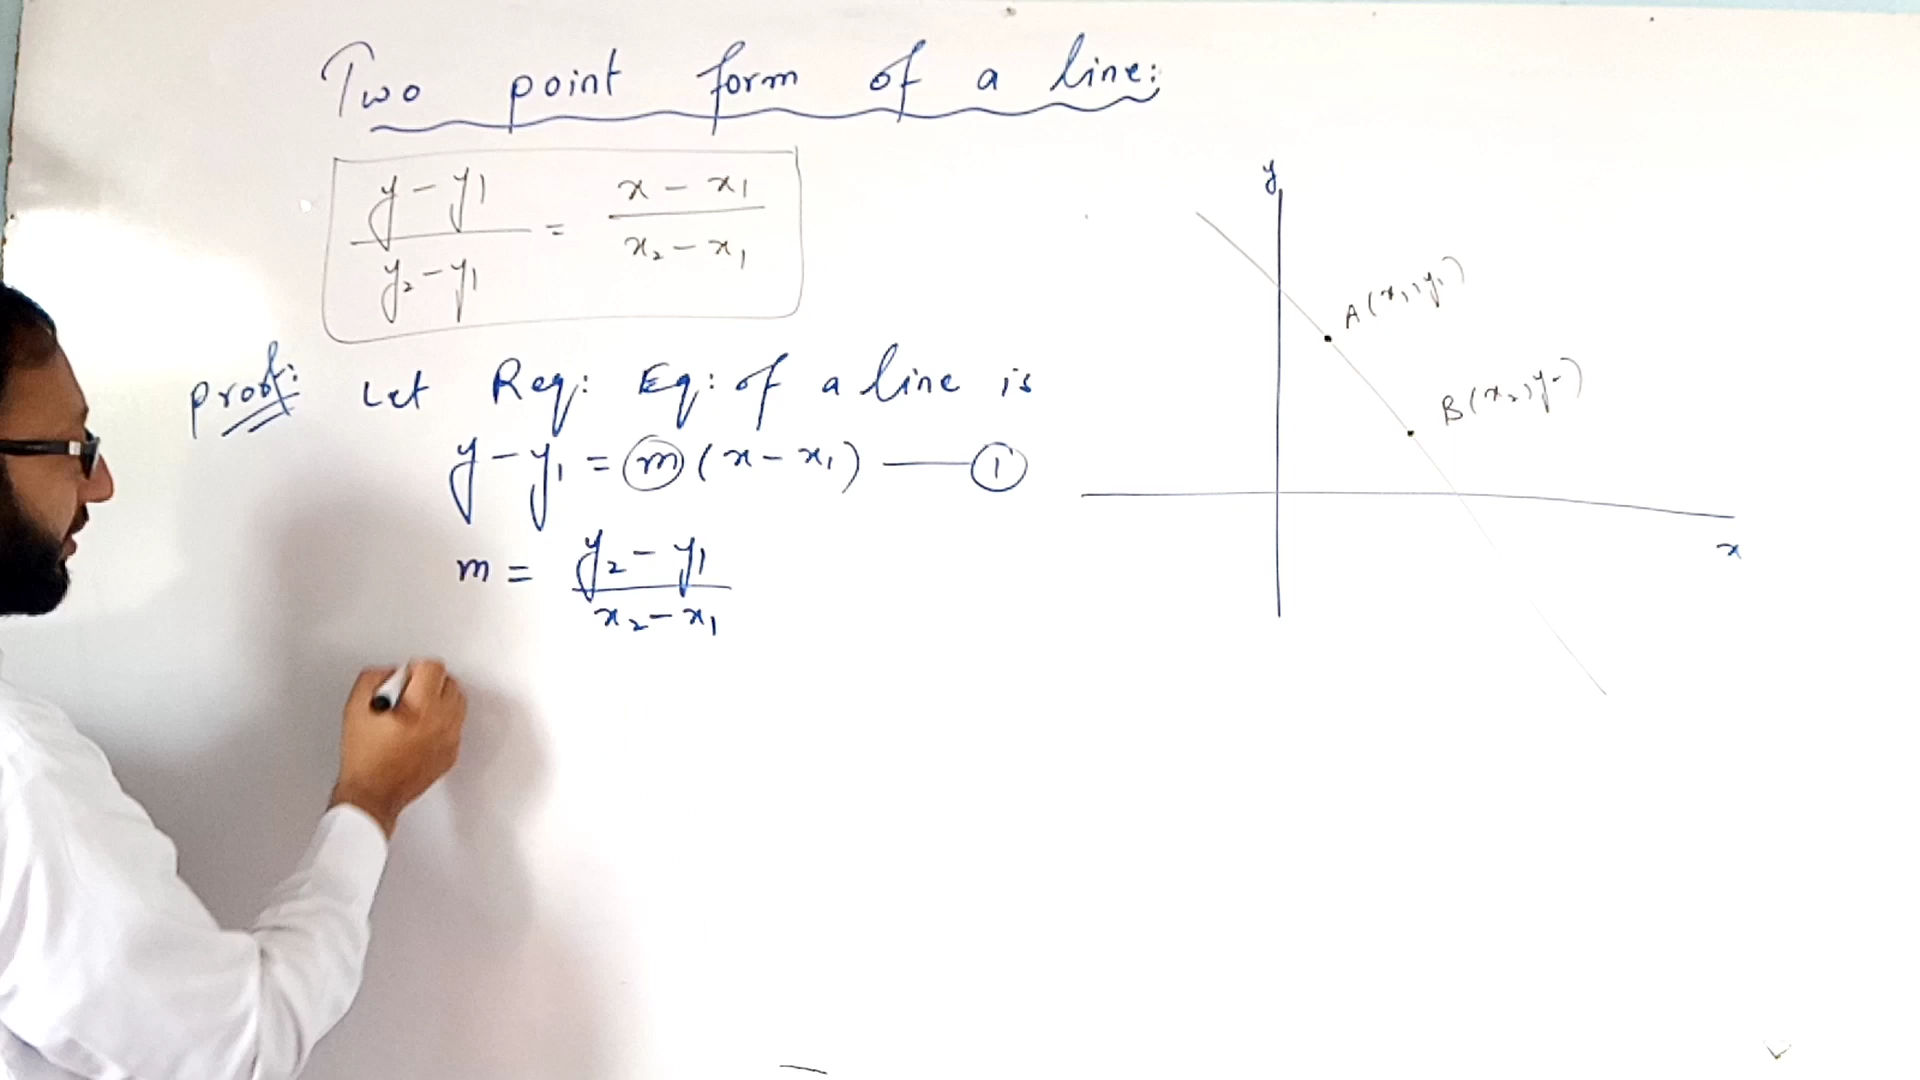 Two point form of a line:
y - y₁ / y₂ - y₁ = x - x₁ / x₂ - x₁
proof: Let Req: Eq: of a line is
y - y₁ = m (x - x₁) —— ①
m = y₂ - y₁ / x₂ - x₁
y
A(x₁, y₁)
B(x₂, y₂)
x